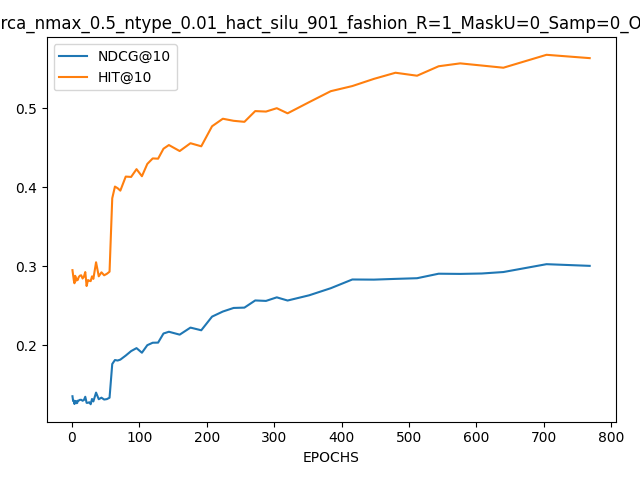 rca_nmax_0.5_ntype_0.01_hact_silu_901_fashion_R=1_MaskU=0_Samp=0_O
NDCG@10
HIT@10
0.5
0.4
0.3
0.2
0 100 200 300 400 500 600 700 800
EPOCHS